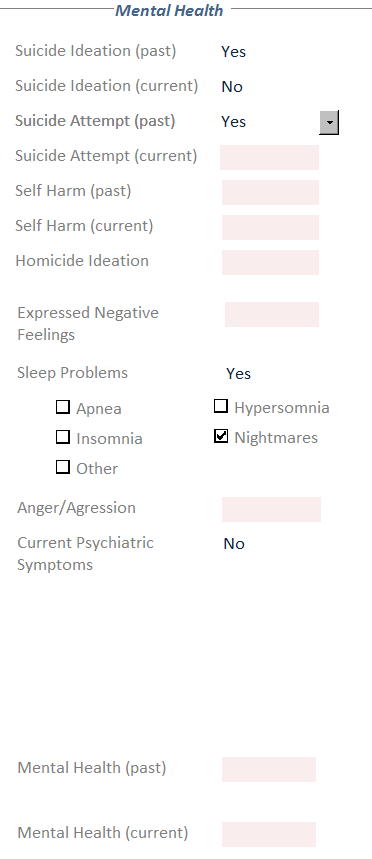 Mental Health
Suicide Ideation (past) Yes
Suicide Ideation (current) No
Suicide Attempt (past) Yes
Suicide Attempt (current)
Self Harm (past)
Self Harm (current)
Homicide Ideation
Expressed Negative
Feelings
Sleep Problems Yes
Apnea Hypersomnia
Insomnia Nightmares
Other
Anger/Agression
Current Psychiatric No
Symptoms
Mental Health (past)
Mental Health (current)